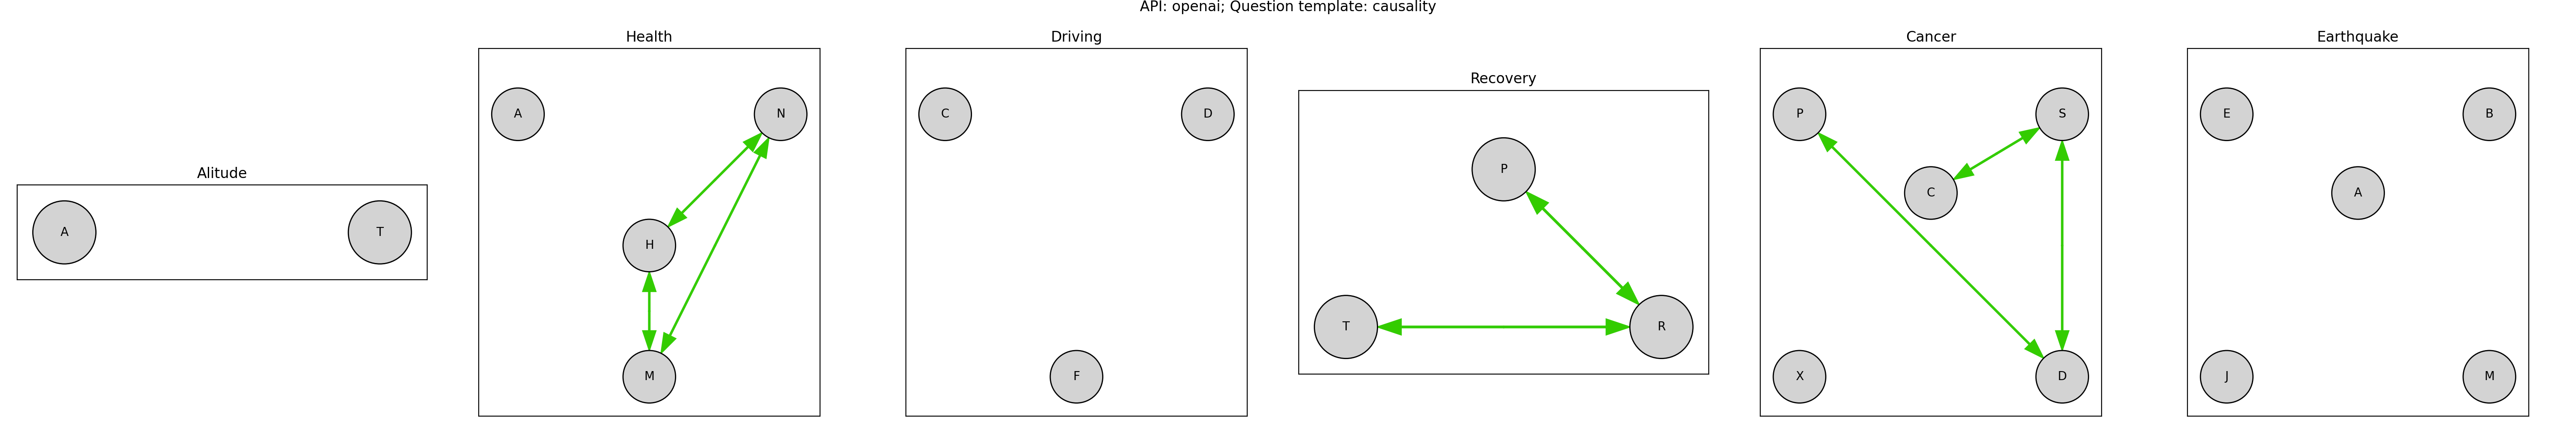 API: openai; Question template: causality
Alitude
A
T
Health
A
N
H
M
Driving
C
D
F
Recovery
P
T
R
Cancer
P
S
C
X
D
Earthquake
E
B
A
J
M